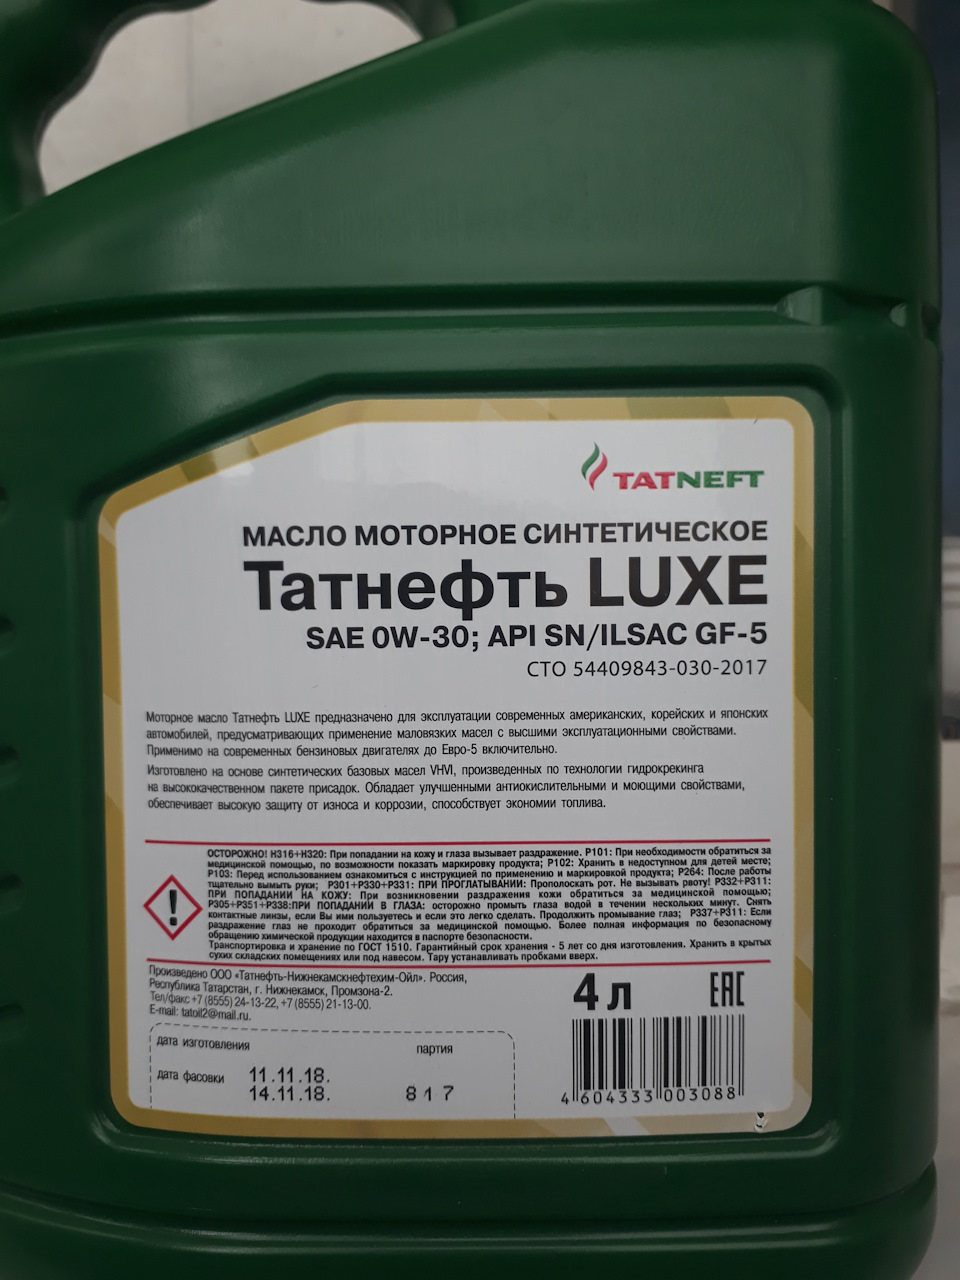 TATNEFT
МАСЛО МОТОРНОЕ СИНТЕТИЧЕСКОЕ
Татнефть LUXE
SAE 0W-30; API SN/ILSAC GF-5
СТО 54409843-030-2017
Моторное масло Татнефть LUXE предназначено для эксплуатации современных американских, корейских и японских
автомобилей, предусматривающих применение маловязких масел с высшими эксплуатационными свойствами.
Применимо на современных бензиновых двигателях до Евро-5 включительно.
Изготовлено на основе синтетических базовых масел VHVI, произведенных по технологии гидрокрекинга
на высококачественном пакете присадок. Обладает улучшенными антиокислительными и моющими свойствами,
обеспечивает высокую защиту от износа и коррозии, способствует экономии топлива.
ОСТОРОЖНО! H316+H320: При попадании на кожу и глаза вызывает раздражение. P101: При необходимости обратиться за
медицинской помощью, по возможности показать маркировку продукта; P102: Хранить в недоступном для детей месте;
P103: Перед использованием ознакомиться с инструкцией по применению и маркировкой продукта; P264: После работы
тщательно вымыть руки; P301+P330+P331: ПРИ ПРОГЛАТЫВАНИИ: Прополоскать рот. Не вызывать рвоту! P332+P311:
ПРИ ПОПАДАНИИ НА КОЖУ: При возникновении раздражения кожи обратиться за медицинской помощью;
P305+P351+P338:ПРИ ПОПАДАНИИ В ГЛАЗА: осторожно промыть глаза водой в течении нескольких минут. Снять
контактные линзы, если Вы ими пользуетесь и если это легко сделать. Продолжить промывание глаз; P337+P311: Если
раздражение глаз не проходит обратиться за медицинской помощью. Более полная информация по безопасному
обращению химической продукции находится в паспорте безопасности.
Транспортировка и хранение по ГОСТ 1510. Гарантийный срок хранения - 5 лет со дня изготовления. Хранить в крытых
сухих складских помещениях или под навесом. Тару устанавливать пробками вверх.
Произведено ООО «Татнефть-Нижнекамскнефтехим-Ойл». Россия,
Республика Татарстан, г. Нижнекамск, Промзона-2.
Тел/факс +7 (8555) 24-13-22, +7 (8555) 21-13-00.
E-mail: tatoil2@mail.ru.
4 л
EAC
дата изготовления
партия
дата фасовки
11.11.18.
14.11.18.
817
4 604333 003088